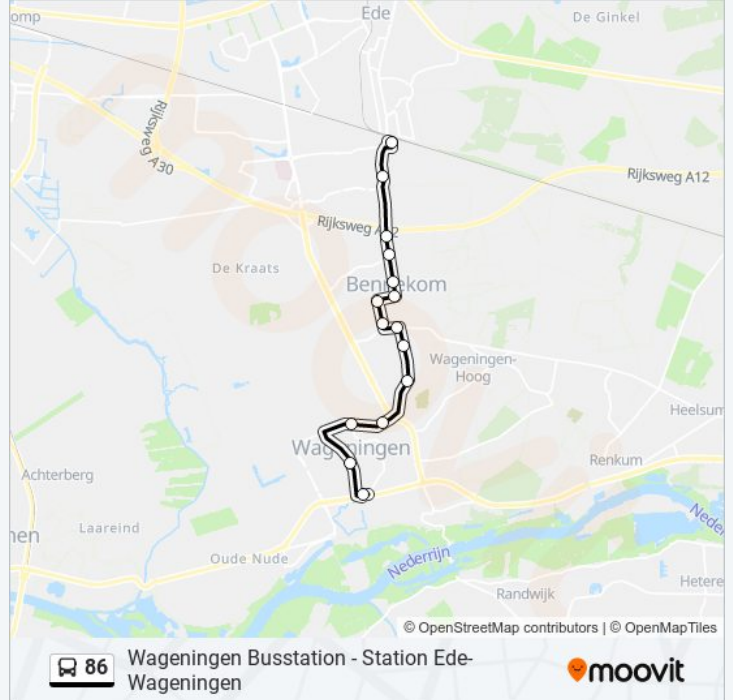 omp
Ede
De Ginkel
Rijksweg A30
Rijksweg A12
Rijksweg A12
De Kraats
Bennekom
Wageningen-
Hoog
Heelsum
Wageningen
Renkum
Achterberg
nen
Laareind
Oude Nude
Nederrijn
Neder
Randwijk
Hetere
© OpenStreetMap contributors | © OpenMapTiles
86
Wageningen Busstation - Station Ede-
Wageningen
moovit
moovit